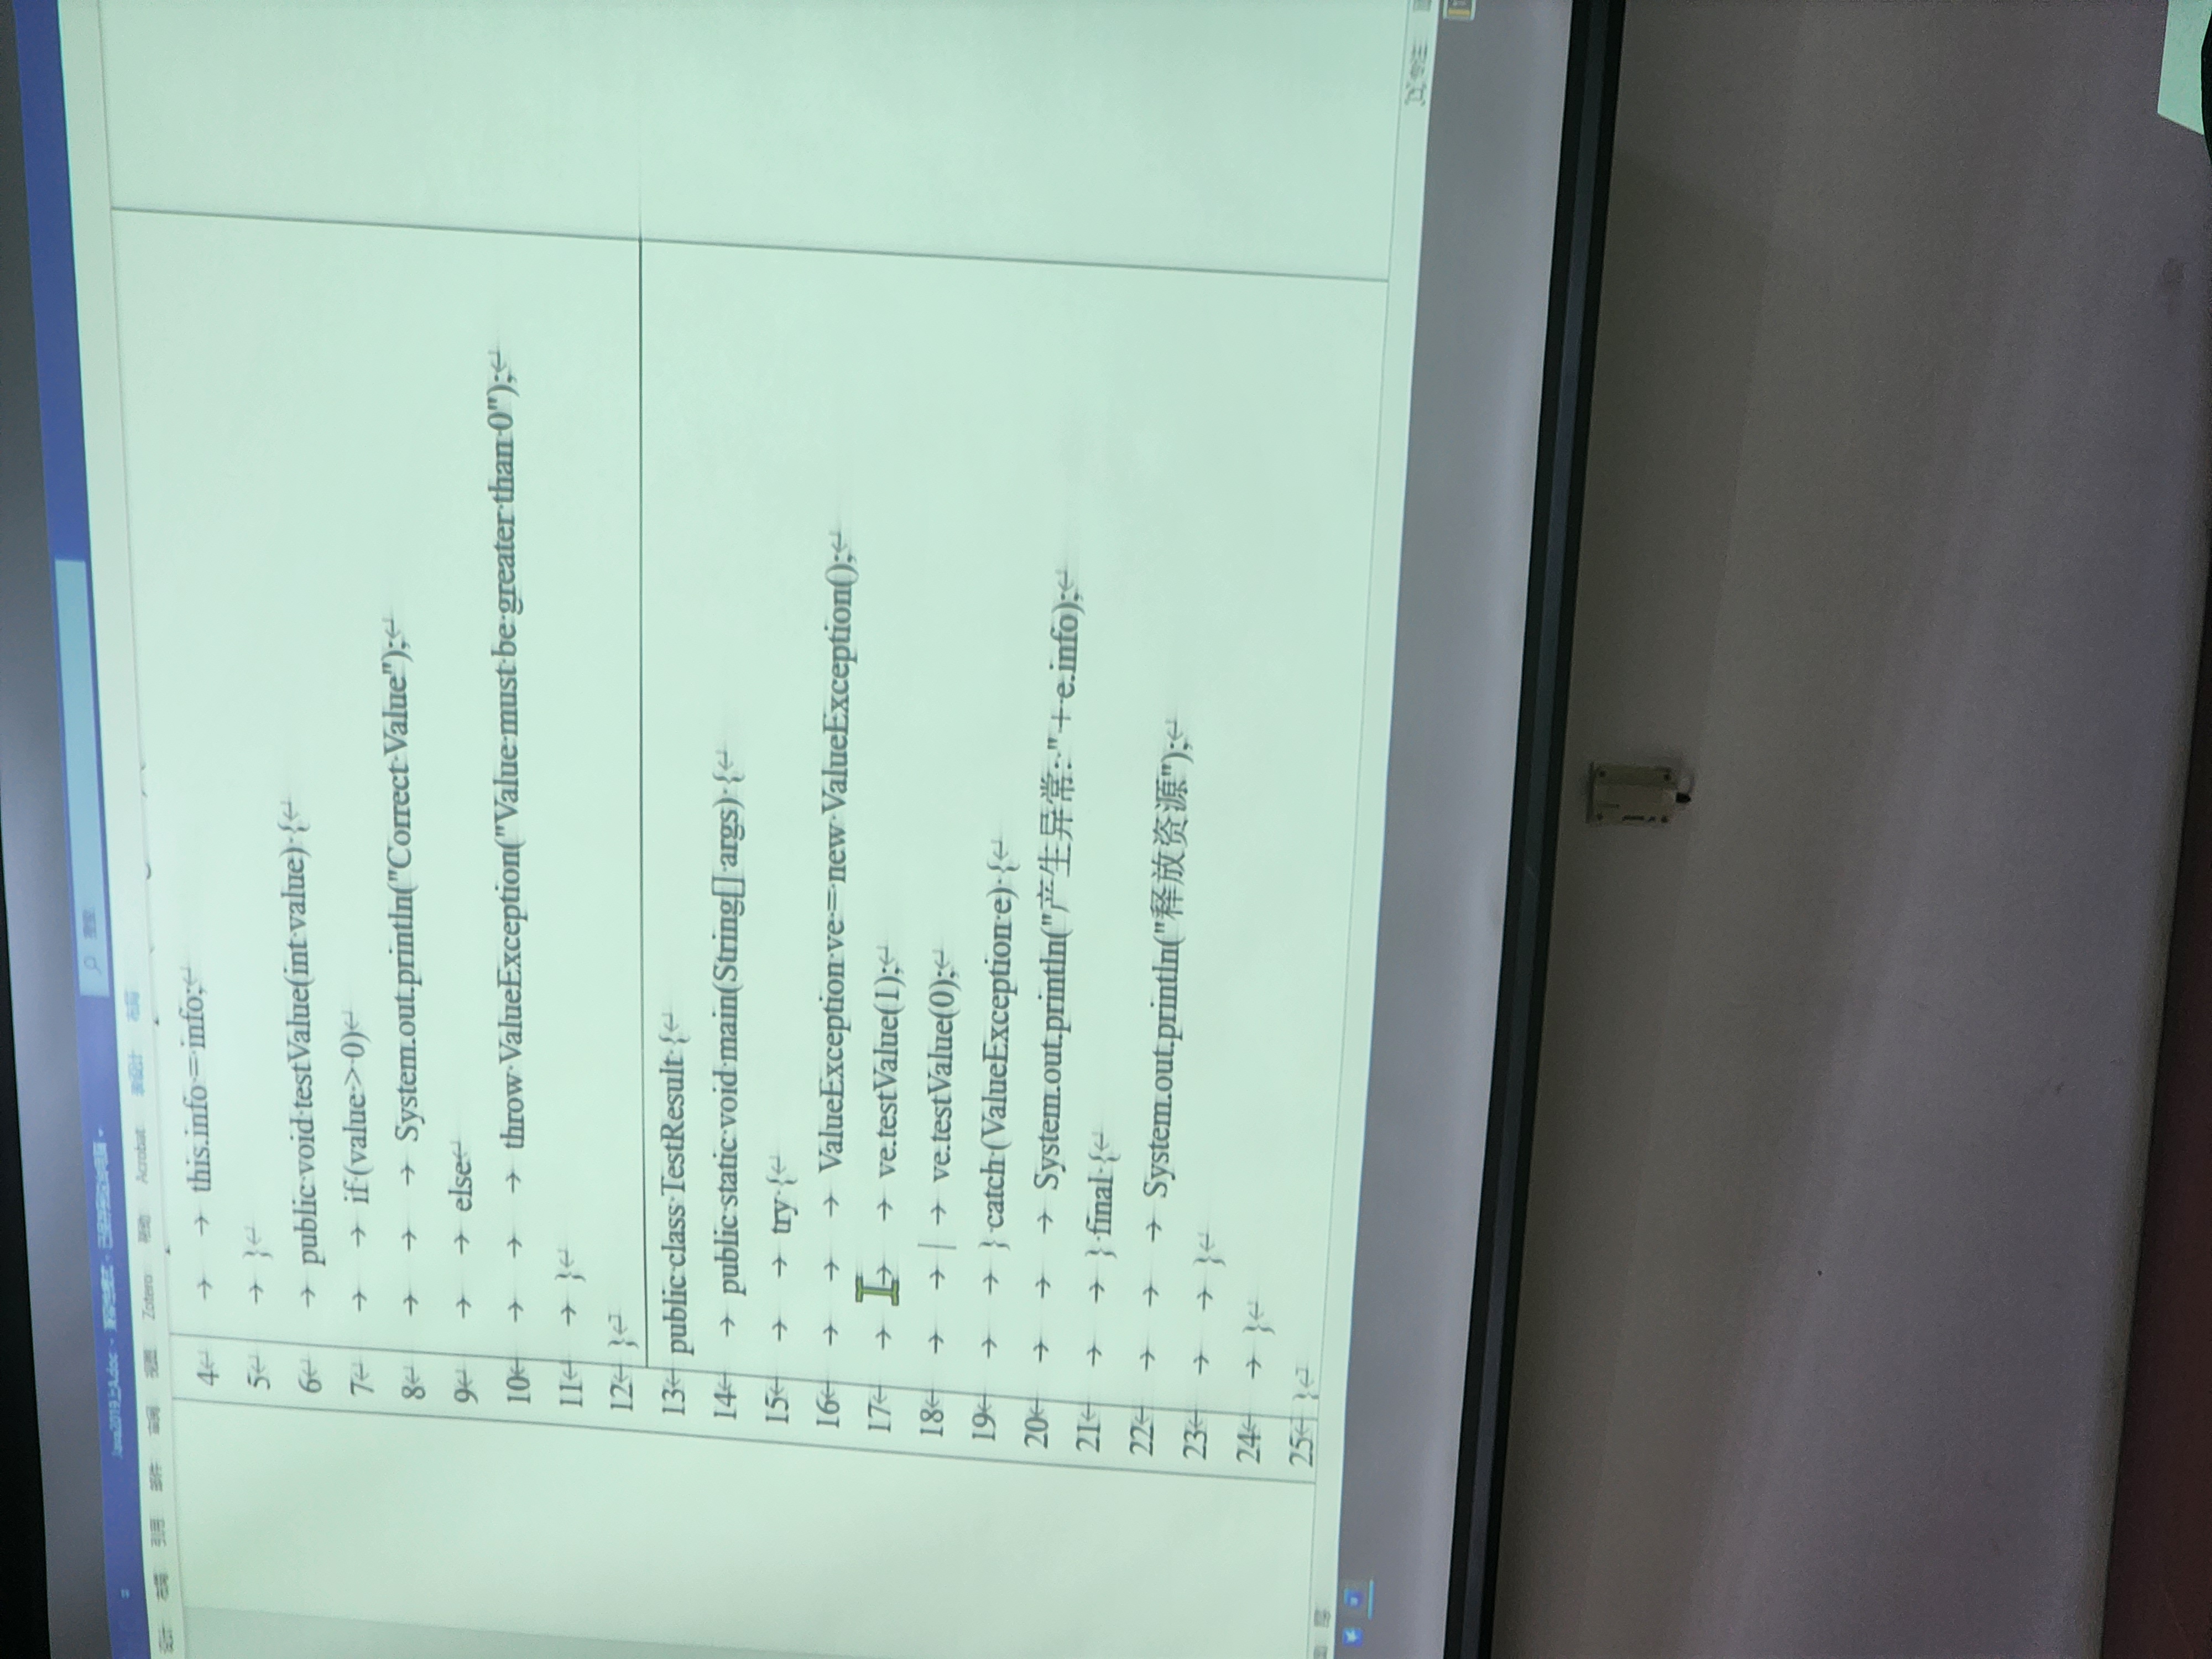 Java2019上A.doc - 兼容性模式 - 已保存到这台电脑
搜索
设计 布局 引用 邮件 审阅 视图 Zotero 帮助 Acrobat 表设计 布局
4 this.info = info;
5 }
6 public void testValue(int value) {
7 if (value > 0)
8 System.out.println("Correct Value");
9 else
10 throw ValueException("Value must be greater than 0");
11 }
12 }
13 public class TestResult {
14 public static void main(String[] args) {
15 try {
16 ValueException ve = new ValueException();
17 ve.testValue(1);
18 ve.testValue(0);
19 } catch (ValueException e) {
20 System.out.println("产生异常: " + e.info);
21 } final {
22 System.out.println("释放资源");
23 }
24 }
25 }